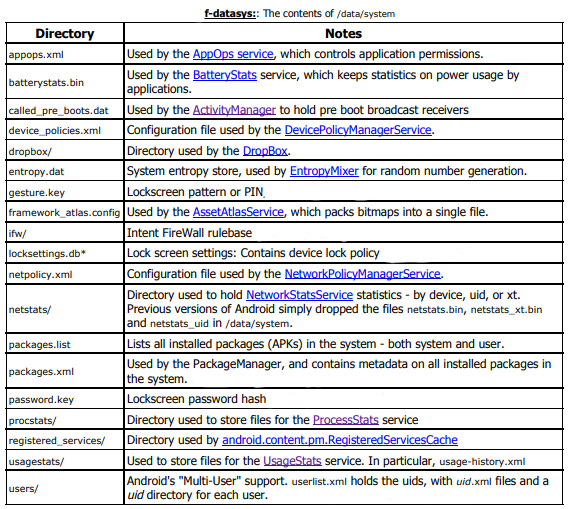 f-datasys:: The contents of /data/system
Directory Notes
appops.xml Used by the AppOps service, which controls application permissions.
batterystats.bin Used by the BatteryStats service, which keeps statistics on power usage by
applications.
called_pre_boots.dat Used by the ActivityManager to hold pre boot broadcast receivers
device_policies.xml Configuration file used by the DevicePolicyManagerService.
dropbox/ Directory used by the DropBox.
entropy.dat System entropy store, used by EntropyMixer for random number generation.
gesture.key Lockscreen pattern or PIN
framework_atlas.config Used by the AssetAtlasService, which packs bitmaps into a single file.
ifw/ Intent FireWall rulebase
locksettings.db* Lock screen settings: Contains device lock policy
netpolicy.xml Configuration file used by the NetworkPolicyManagerService.
netstats/ Directory used to hold NetworkStatsService statistics - by device, uid, or xt.
Previous versions of Android simply dropped the files netstats.bin, netstats_xt.bin
and netstats_uid in /data/system.
packages.list Lists all installed packages (APKs) in the system - both system and user.
packages.xml Used by the PackageManager, and contains metadata on all installed packages in
the system.
password.key Lockscreen password hash
procstats/ Directory used to store files for the ProcessStats service
registered_services/ Directory used by android.content.pm.RegisteredServicesCache
usagestats/ Used to store files for the UsageStats service. In particular, usage-history.xml
users/ Android's "Multi-User" support. userlist.xml holds the uids, with uid.xml files and a
uid directory for each user.